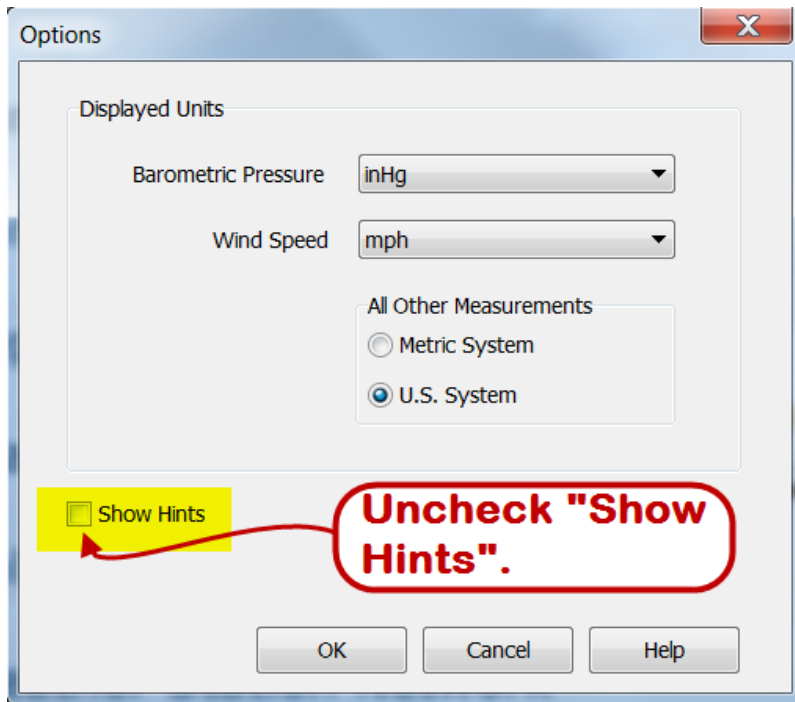 Options
X
Displayed Units
Barometric Pressure inHg
Wind Speed mph
All Other Measurements
Metric System
U.S. System
Show Hints
Uncheck "Show
Hints".
OK Cancel Help